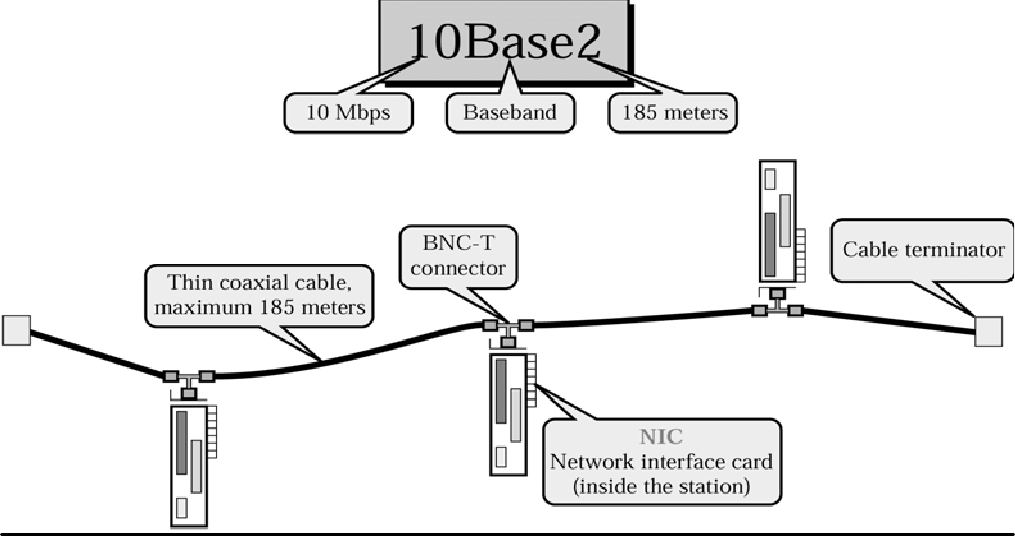 10Base2
10 Mbps
Baseband
185 meters
BNC-T
connector
Cable terminator
Thin coaxial cable,
maximum 185 meters
NIC
Network interface card
(inside the station)